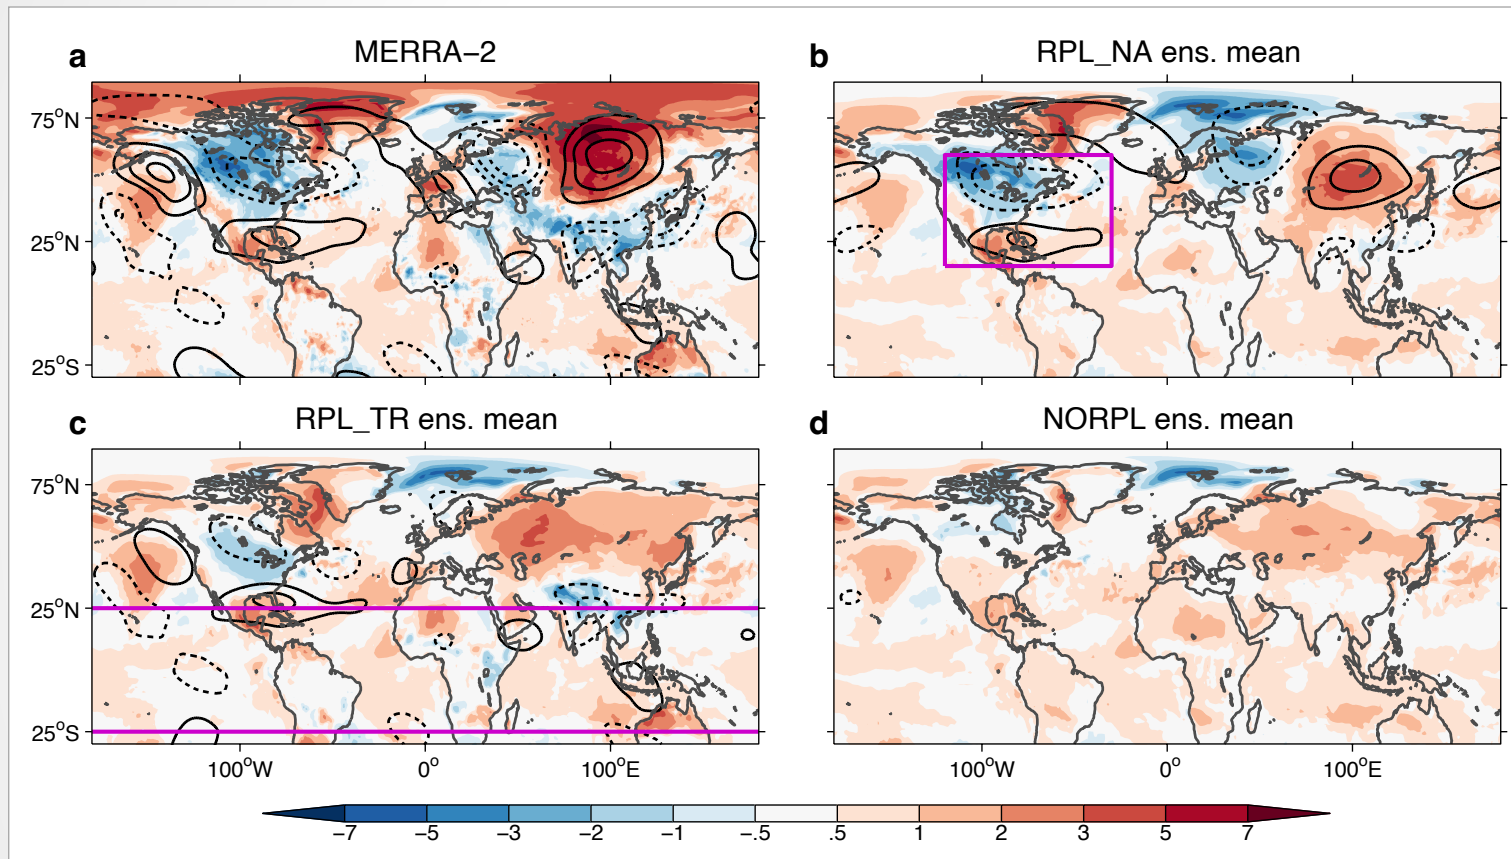 a MERRA−2
b RPL_NA ens. mean
75°N
25°N
25°S
c RPL_TR ens. mean
d NORPL ens. mean
75°N
25°N
25°S
100°W 0° 100°E
100°W 0° 100°E
−7 −5 −3 −2 −1 −.5 .5 1 2 3 5 7